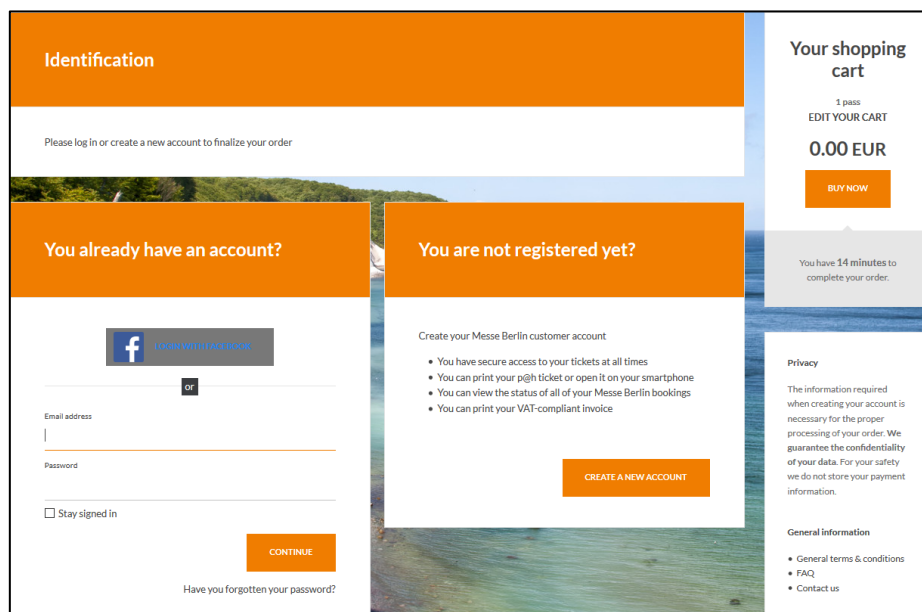 Identification
Please log in or create a new account to finalize your order
You already have an account?
LOGIN WITH FACEBOOK
or
Email address
Password
Stay signed in
CONTINUE
Have you forgotten your password?
You are not registered yet?
Create your Messe Berlin customer account
• You have secure access to your tickets at all times
• You can print your p@h ticket or open it on your smartphone
• You can view the status of all of your Messe Berlin bookings
• You can print your VAT-compliant invoice
CREATE A NEW ACCOUNT
Your shopping
cart
1 pass
EDIT YOUR CART
0.00 EUR
BUY NOW
You have 14 minutes to
complete your order.
Privacy
The information required
when creating your account is
necessary for the proper
processing of your order. We
guarantee the confidentiality
of your data. For your safety
we do not store your payment
information.
General information
• General terms & conditions
• FAQ
• Contact us